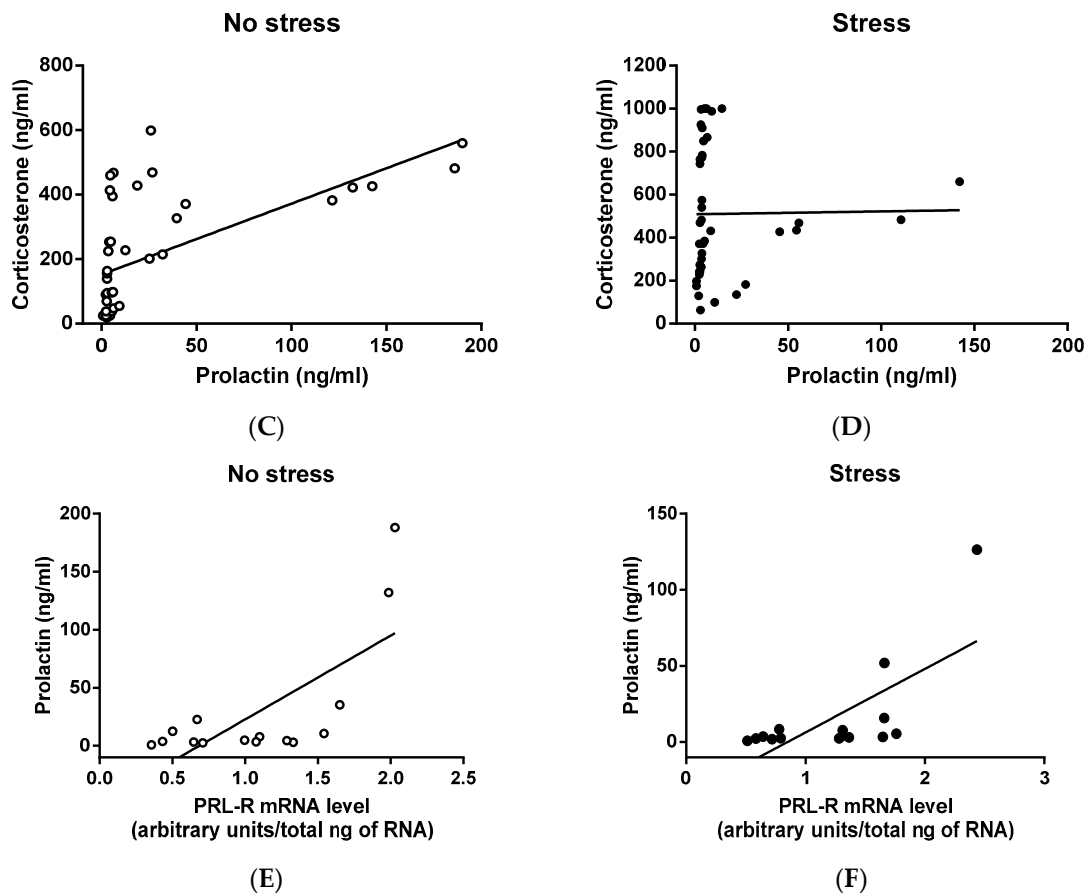 No stress
Corticosterone (ng/ml)
800
600
400
200
0
0 50 100 150 200
Prolactin (ng/ml)
(C)
Stress
Corticosterone (ng/ml)
1200
1000
800
600
400
200
0
0 50 100 150 200
Prolactin (ng/ml)
(D)
No stress
Prolactin (ng/ml)
200
150
100
50
0
0.0 0.5 1.0 1.5 2.0 2.5
PRL-R mRNA level
(arbitrary units/total ng of RNA)
(E)
Stress
Prolactin (ng/ml)
150
100
50
0
0 1 2 3
PRL-R mRNA level
(arbitrary units/total ng of RNA)
(F)